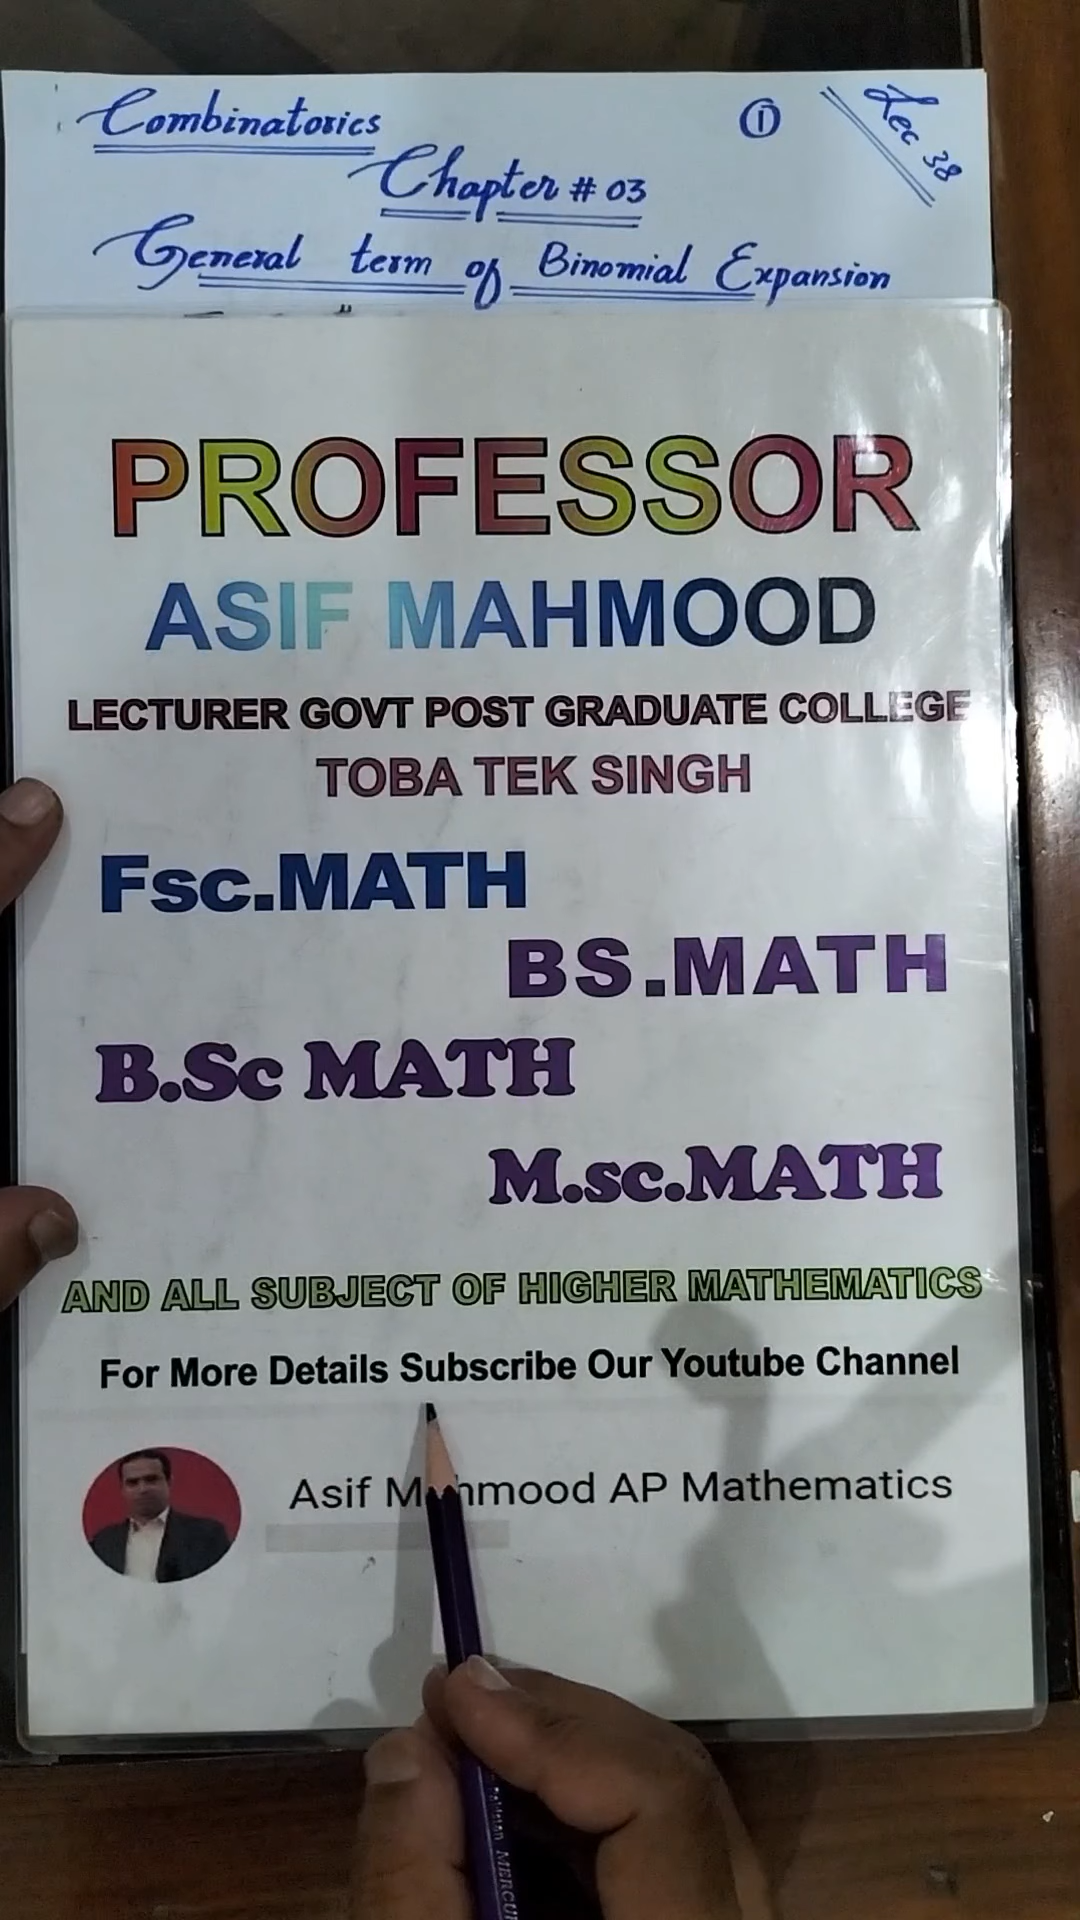 Combinatorics
① Lec 38
Chapter # 03
General term of Binomial Expansion
PROFESSOR
ASIF MAHMOOD
LECTURER GOVT POST GRADUATE COLLEGE
TOBA TEK SINGH
Fsc.MATH
BS.MATH
B.Sc MATH
M.sc.MATH
AND ALL SUBJECT OF HIGHER MATHEMATICS
For More Details Subscribe Our Youtube Channel
Asif Mahmood AP Mathematics